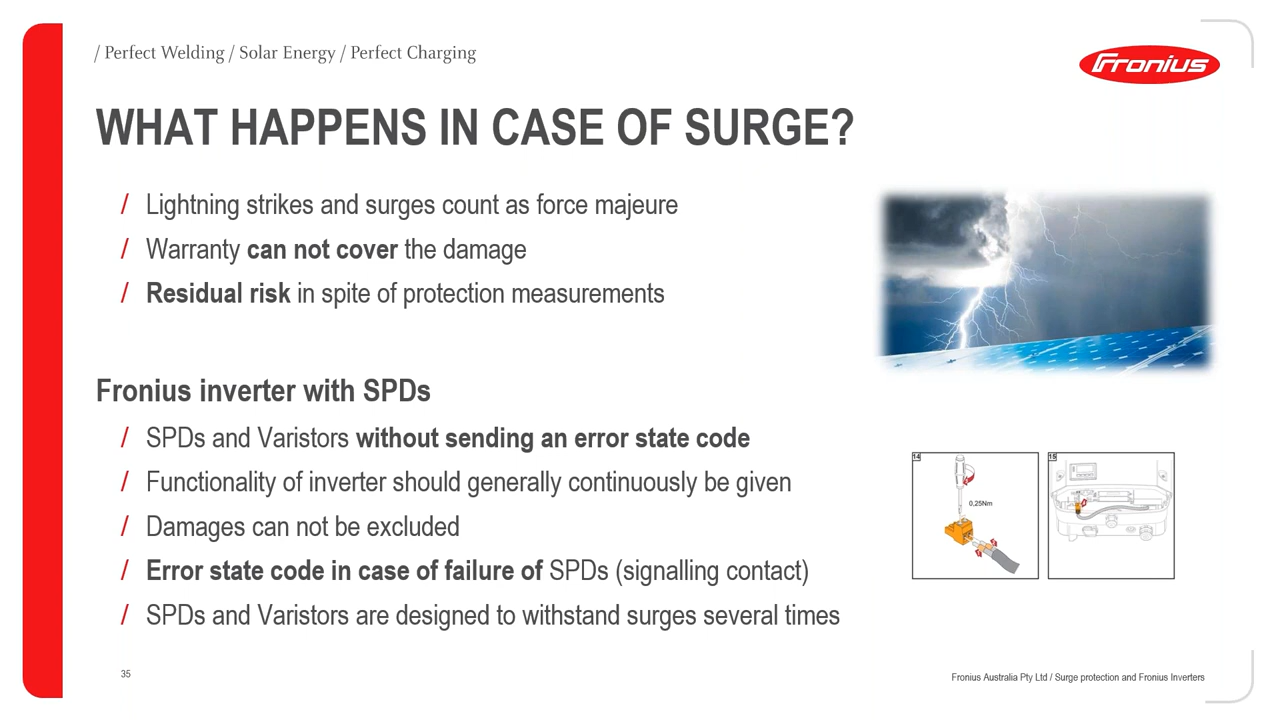 / Perfect Welding / Solar Energy / Perfect Charging
Fronius
WHAT HAPPENS IN CASE OF SURGE?
/ Lightning strikes and surges count as force majeure
/ Warranty can not cover the damage
/ Residual risk in spite of protection measurements
Fronius inverter with SPDs
/ SPDs and Varistors without sending an error state code
/ Functionality of inverter should generally continuously be given
/ Damages can not be excluded
/ Error state code in case of failure of SPDs (signalling contact)
/ SPDs and Varistors are designed to withstand surges several times
14
0,25Nm
15
35
Fronius Australia Pty Ltd / Surge protection and Fronius Inverters